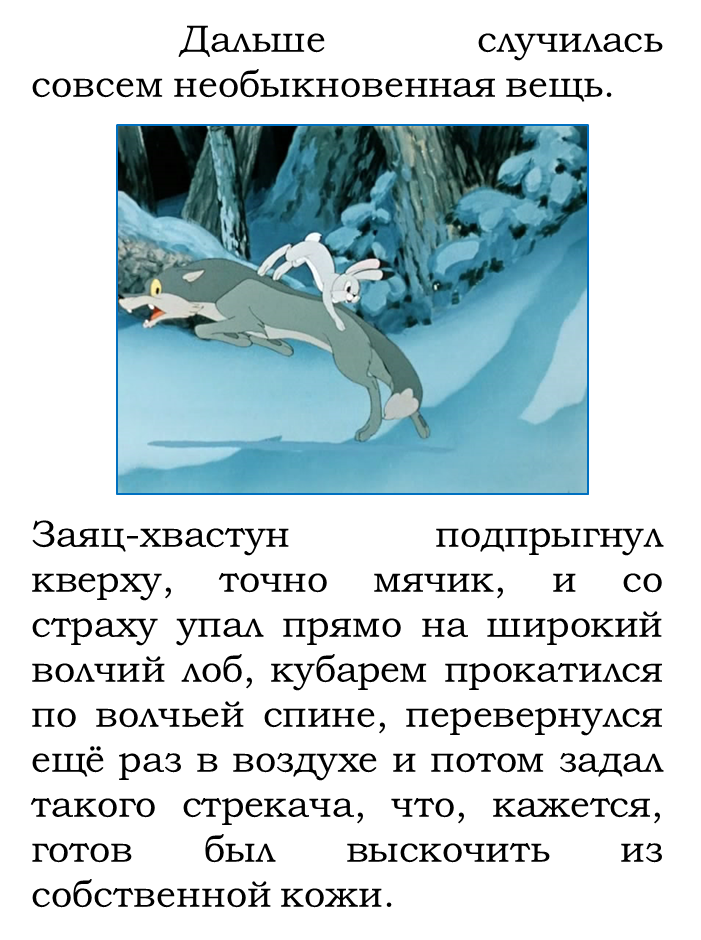 Дальше случилась
совсем необыкновенная вещь.
Заяц-хвастун подпрыгнул
кверху, точно мячик, и со
страху упал прямо на широкий
волчий лоб, кубарем прокатился
по волчьей спине, перевернулся
ещё раз в воздухе и потом задал
такого стрекача, что, кажется,
готов был выскочить из
собственной кожи.